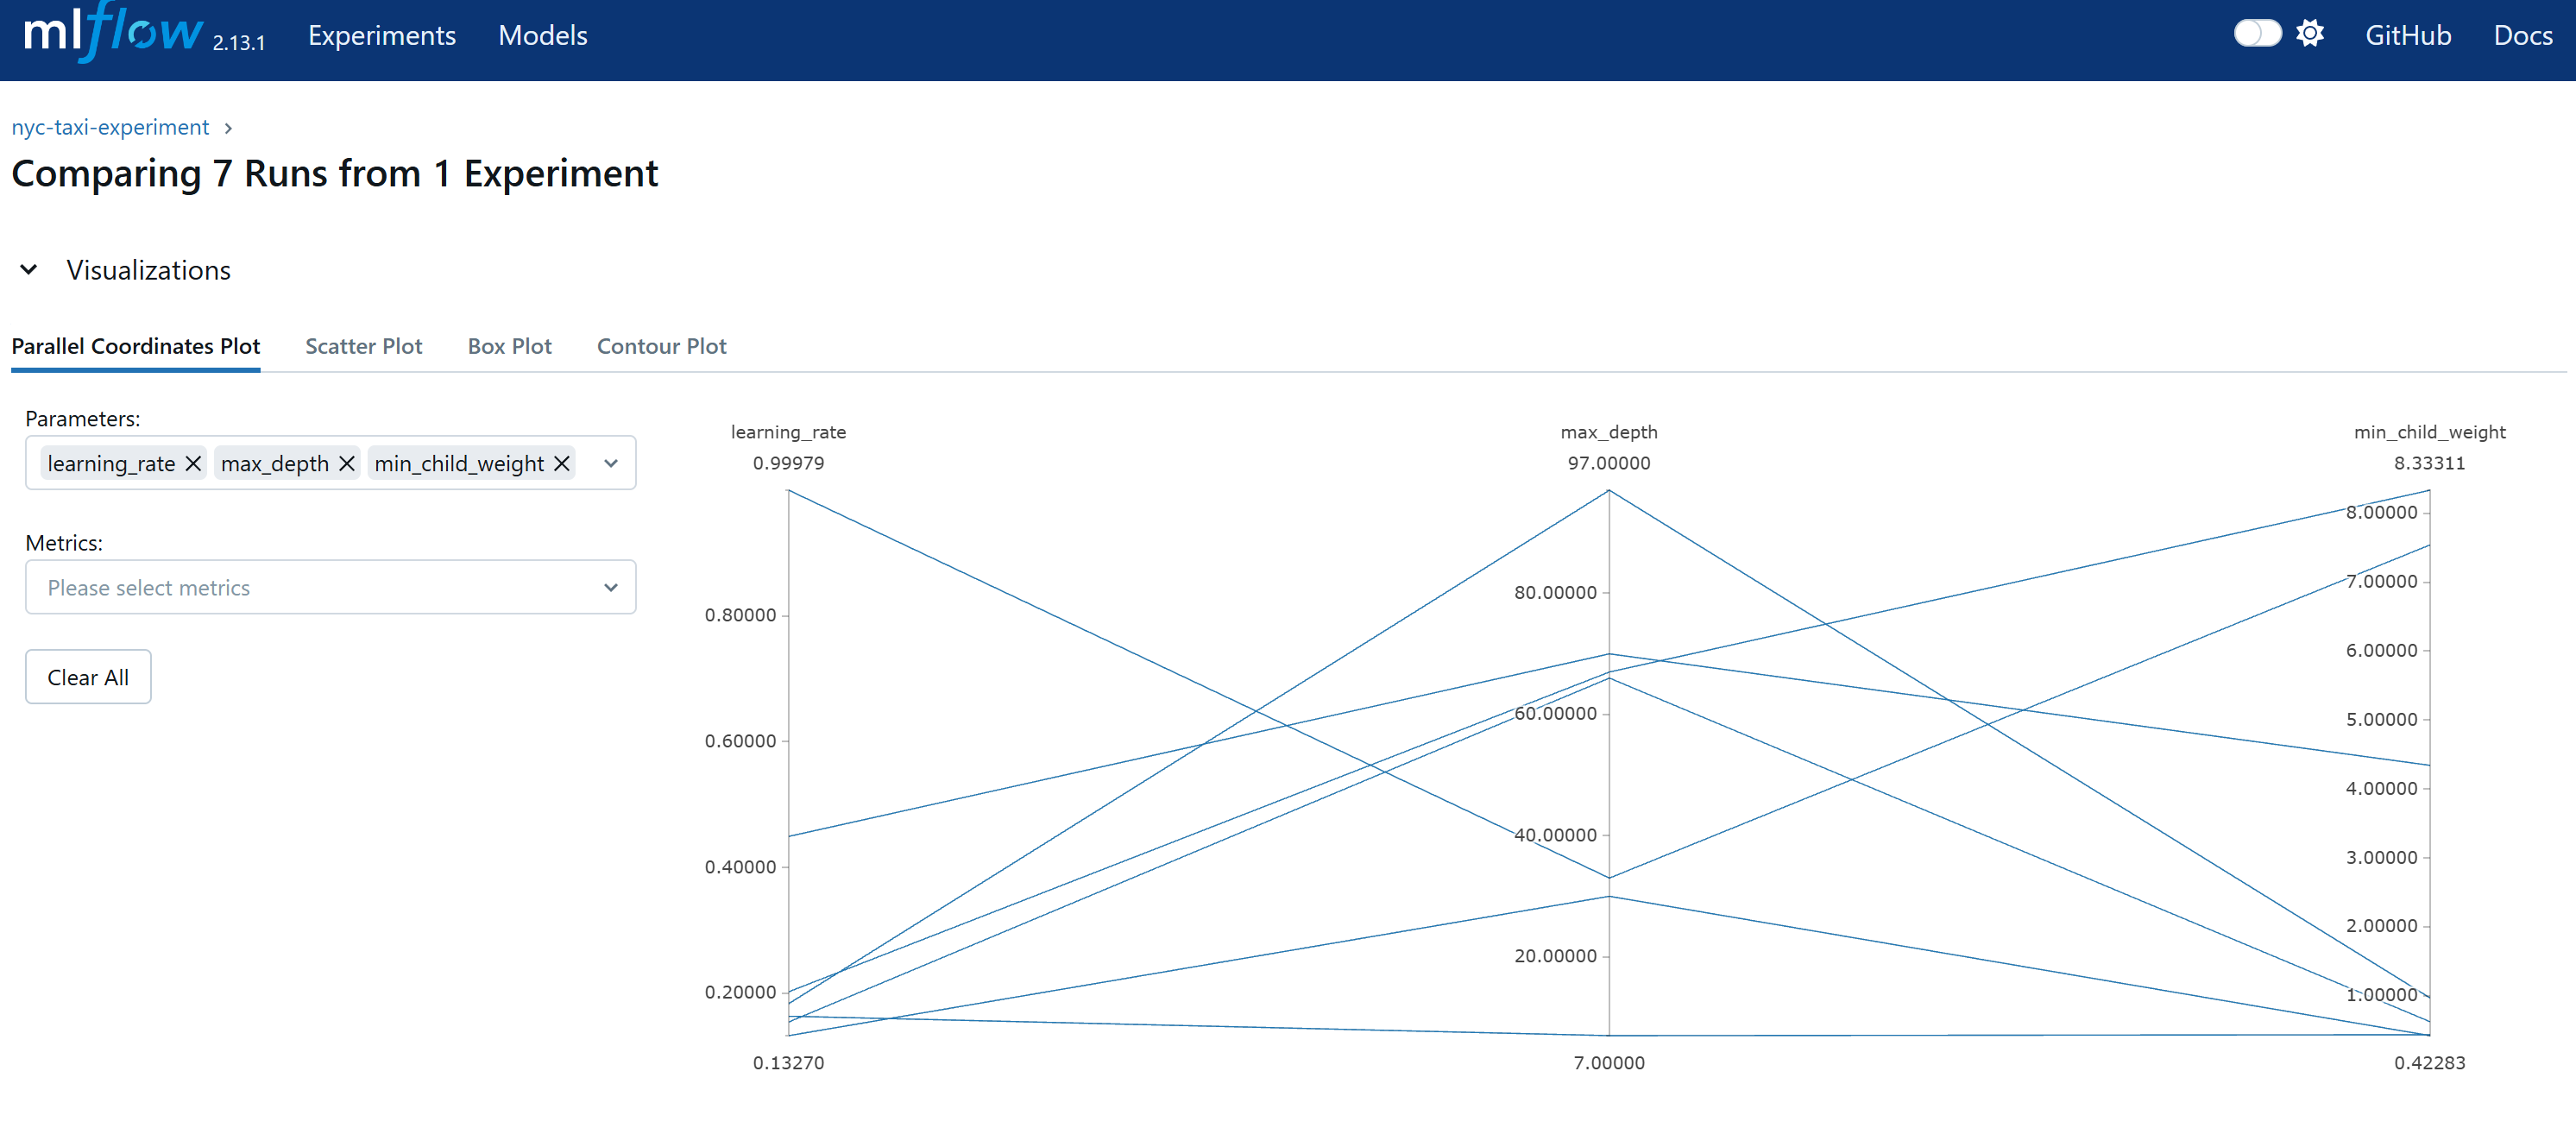 mlflow 2.13.1 Experiments Models GitHub Docs
nyc-taxi-experiment
Comparing 7 Runs from 1 Experiment
Visualizations
Parallel Coordinates Plot Scatter Plot Box Plot Contour Plot
Parameters:
learning_rate max_depth min_child_weight
Metrics:
Please select metrics
Clear All
learning_rate
0.99979
0.80000
0.60000
0.40000
0.20000
0.13270
max_depth
97.00000
80.00000
60.00000
40.00000
20.00000
7.00000
min_child_weight
8.33311
8.00000
7.00000
6.00000
5.00000
4.00000
3.00000
2.00000
1.00000
0.42283